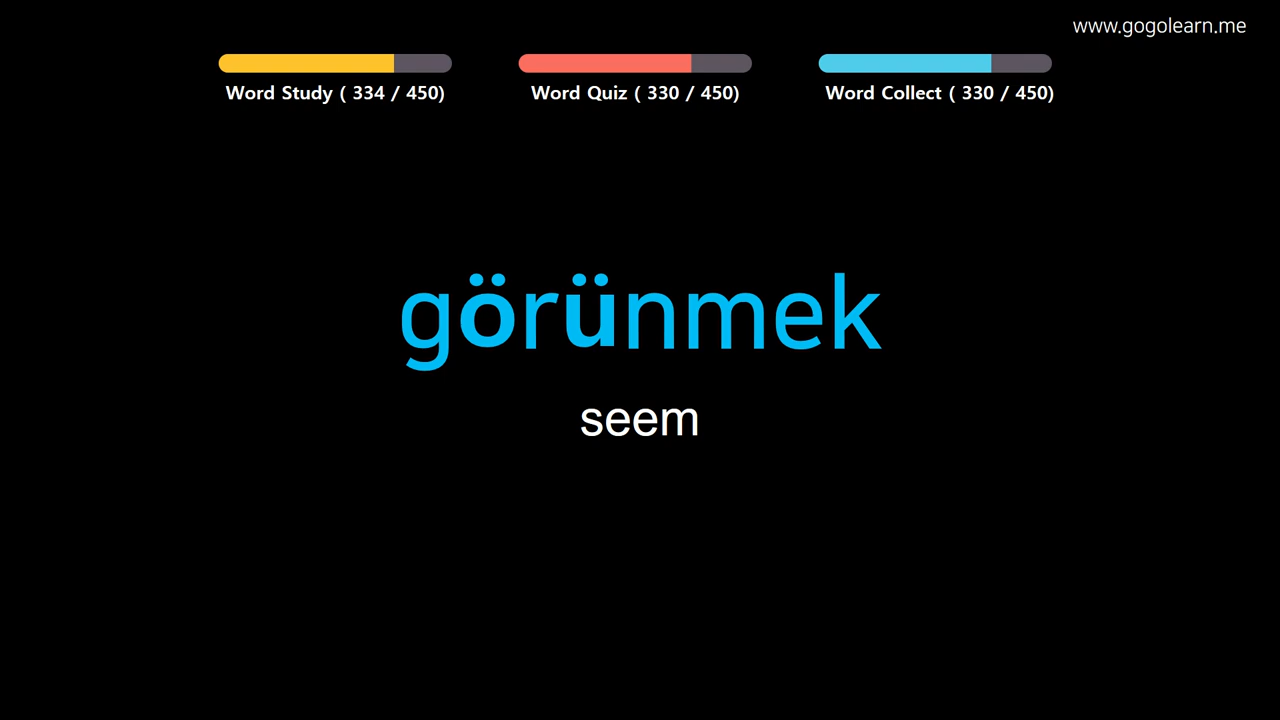 www.gogolearn.me
Word Study ( 334 / 450)
Word Quiz ( 330 / 450)
Word Collect ( 330 / 450)
görünmek
seem